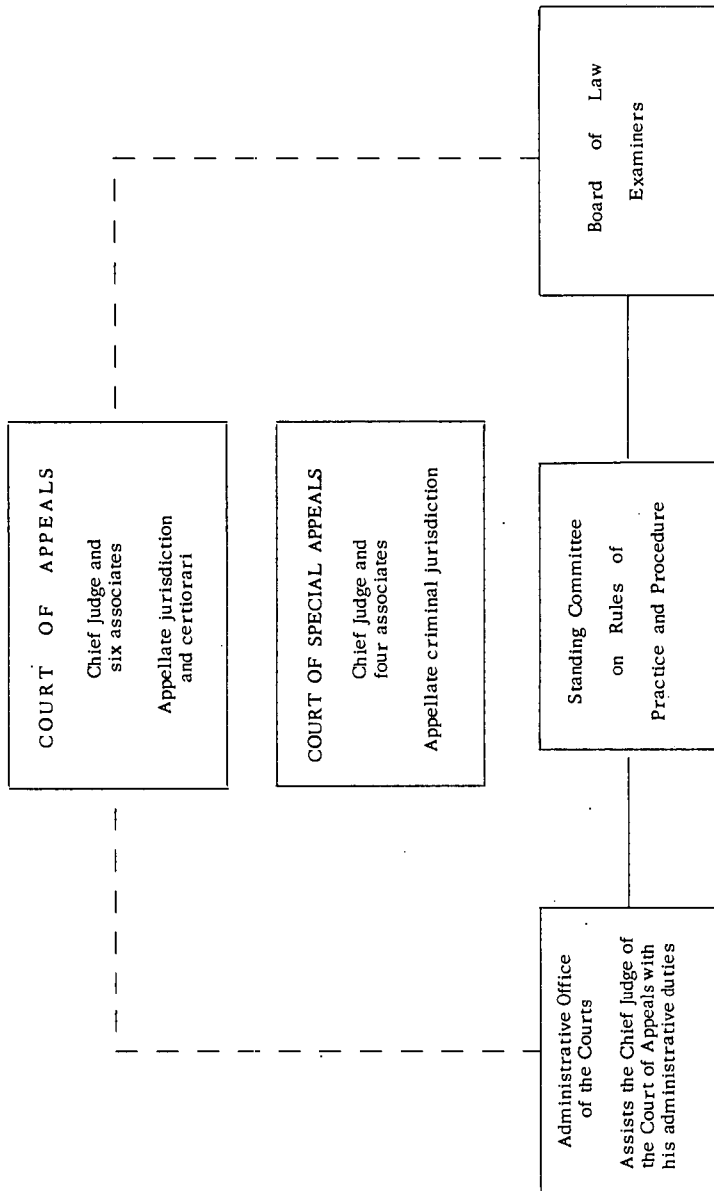 COURT OF APPEALS
Chief Judge and
six associates
Appellate jurisdiction
and certiorari
COURT OF SPECIAL APPEALS
Chief Judge and
four associates
Appellate criminal jurisdiction
Administrative Office
of the Courts
Assists the Chief Judge of
the Court of Appeals with
his administrative duties
Standing Committee
on Rules of
Practice and Procedure
Board of Law
Examiners